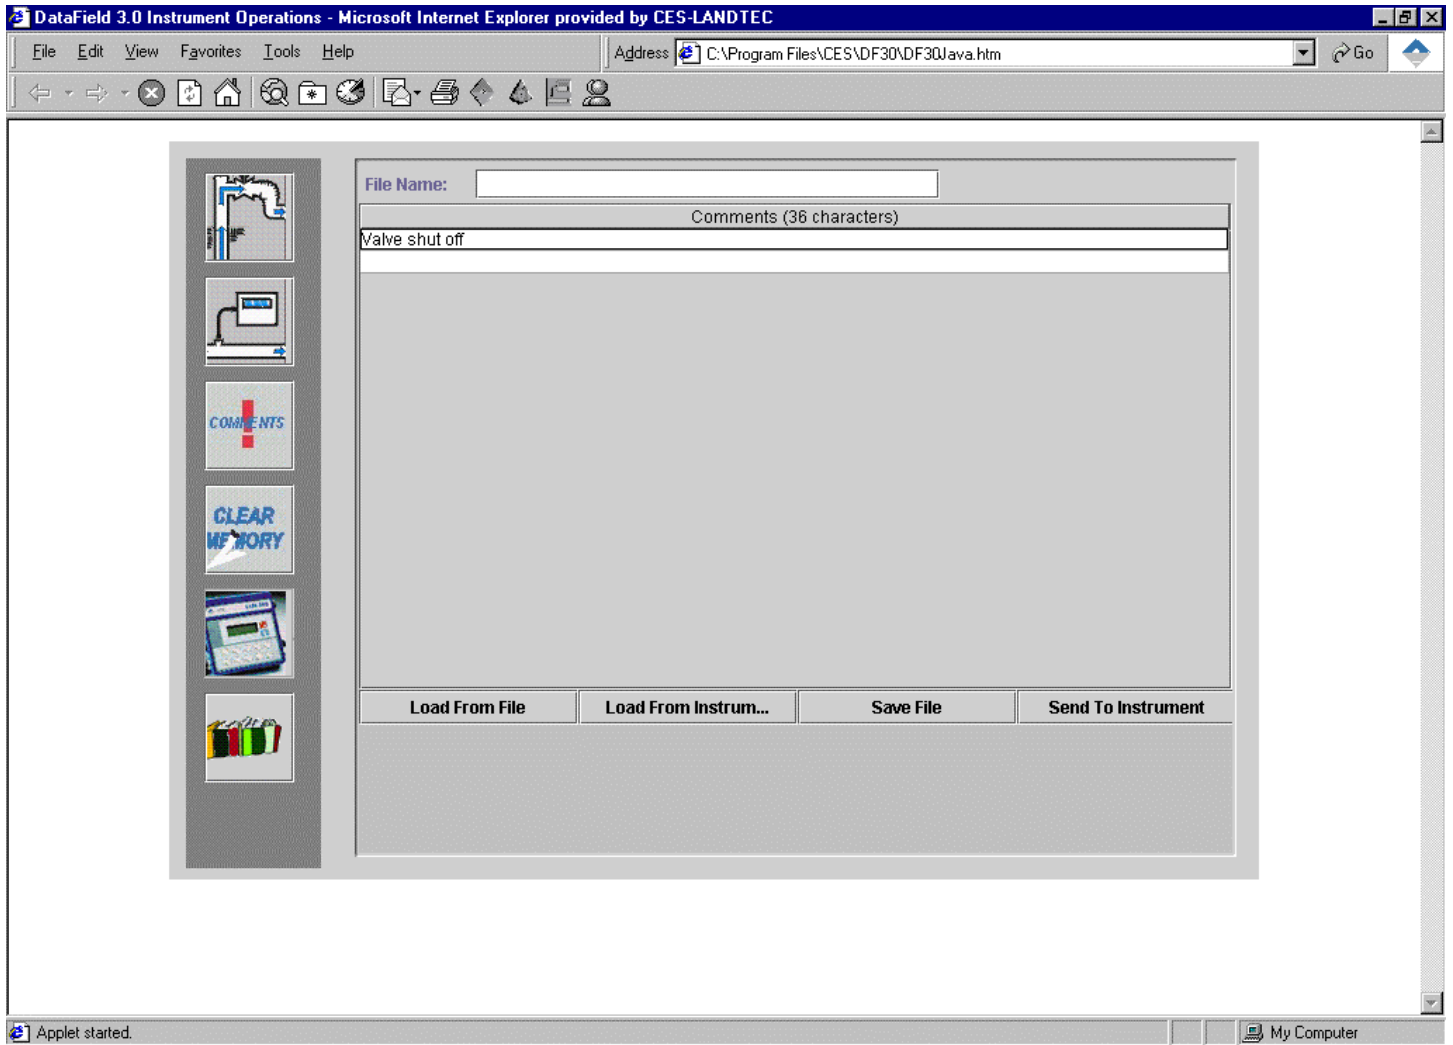 DataField 3.0 Instrument Operations - Microsoft Internet Explorer provided by CES-LANDTEC
File Edit View Favorites Tools Help Address C:\Program Files\CES\DF30\DF30Java.htm Go
File Name:
Comments (36 characters)
Valve shut off
COMMENTS
CLEAR
MEMORY
Load From File Load From Instrum... Save File Send To Instrument
Applet started. My Computer